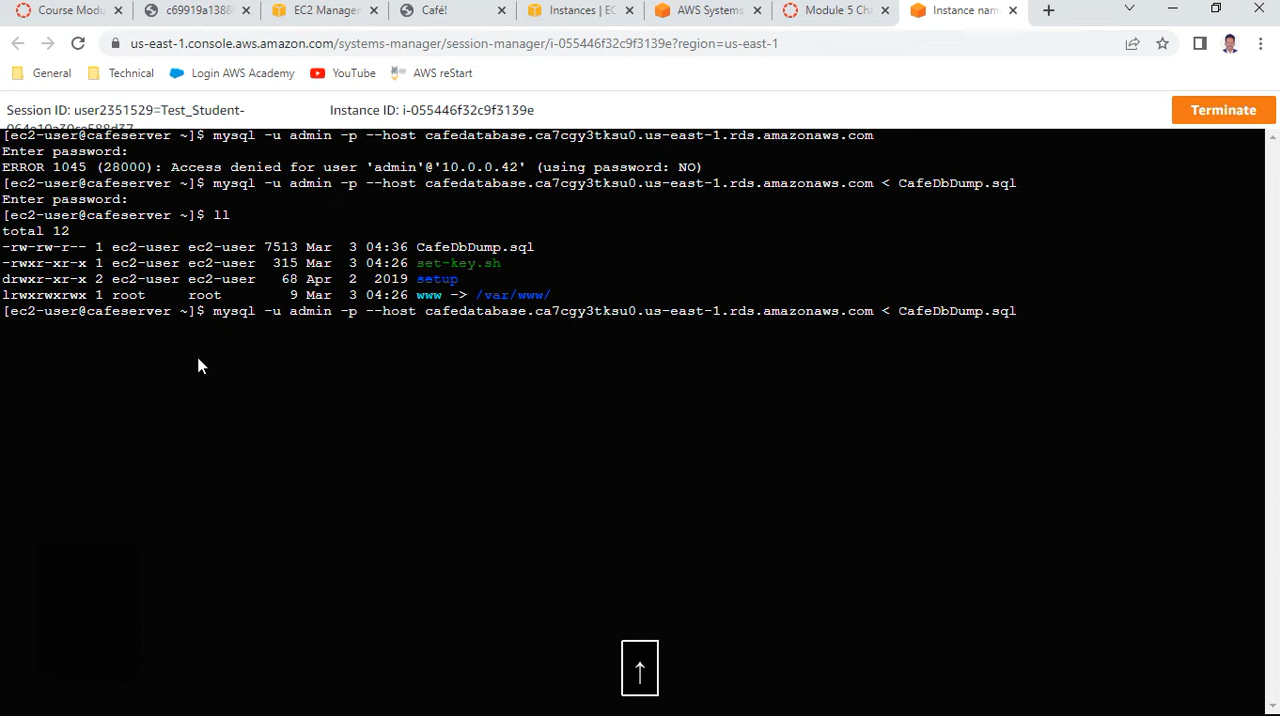 Course Modu
c69919a1388
EC2 Manage
Café!
Instances | EC
AWS Systems
Module 5 Cha
Instance nam
us-east-1.console.aws.amazon.com/systems-manager/session-manager/i-055446f32c9f3139e?region=us-east-1
General
Technical
Login AWS Academy
YouTube
AWS reStart
Session ID: user2351529=Test_Student-
Instance ID: i-055446f32c9f3139e
Terminate
[ec2-user@cafeserver ~]$ mysql -u admin -p --host cafedatabase.ca7cgy3tksu0.us-east-1.rds.amazonaws.com
Enter password:
ERROR 1045 (28000): Access denied for user 'admin'@'10.0.0.42' (using password: NO)
[ec2-user@cafeserver ~]$ mysql -u admin -p --host cafedatabase.ca7cgy3tksu0.us-east-1.rds.amazonaws.com < CafeDbDump.sql
Enter password:
[ec2-user@cafeserver ~]$ ll
total 12
-rw-rw-r-- 1 ec2-user ec2-user 7513 Mar 3 04:36 CafeDbDump.sql
-rwxr-xr-x 1 ec2-user ec2-user 315 Mar 3 04:26 set-key.sh
drwxr-xr-x 2 ec2-user ec2-user 68 Apr 2 2019 setup
lrwxrwxrwx 1 root root 9 Mar 3 04:26 www -> /var/www/
[ec2-user@cafeserver ~]$ mysql -u admin -p --host cafedatabase.ca7cgy3tksu0.us-east-1.rds.amazonaws.com < CafeDbDump.sql
↑